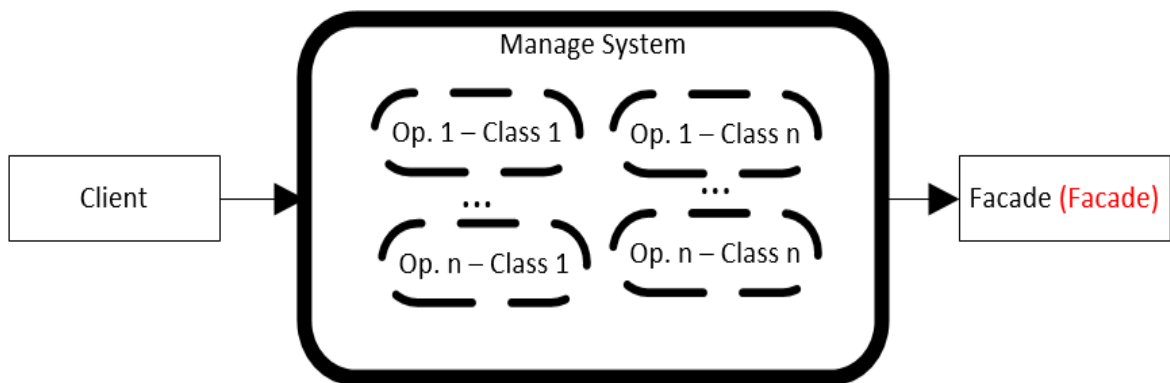 Manage System
Op. 1 – Class 1
Op. 1 – Class n
...
...
Op. n – Class 1
Op. n – Class n
Client
Facade (Facade)